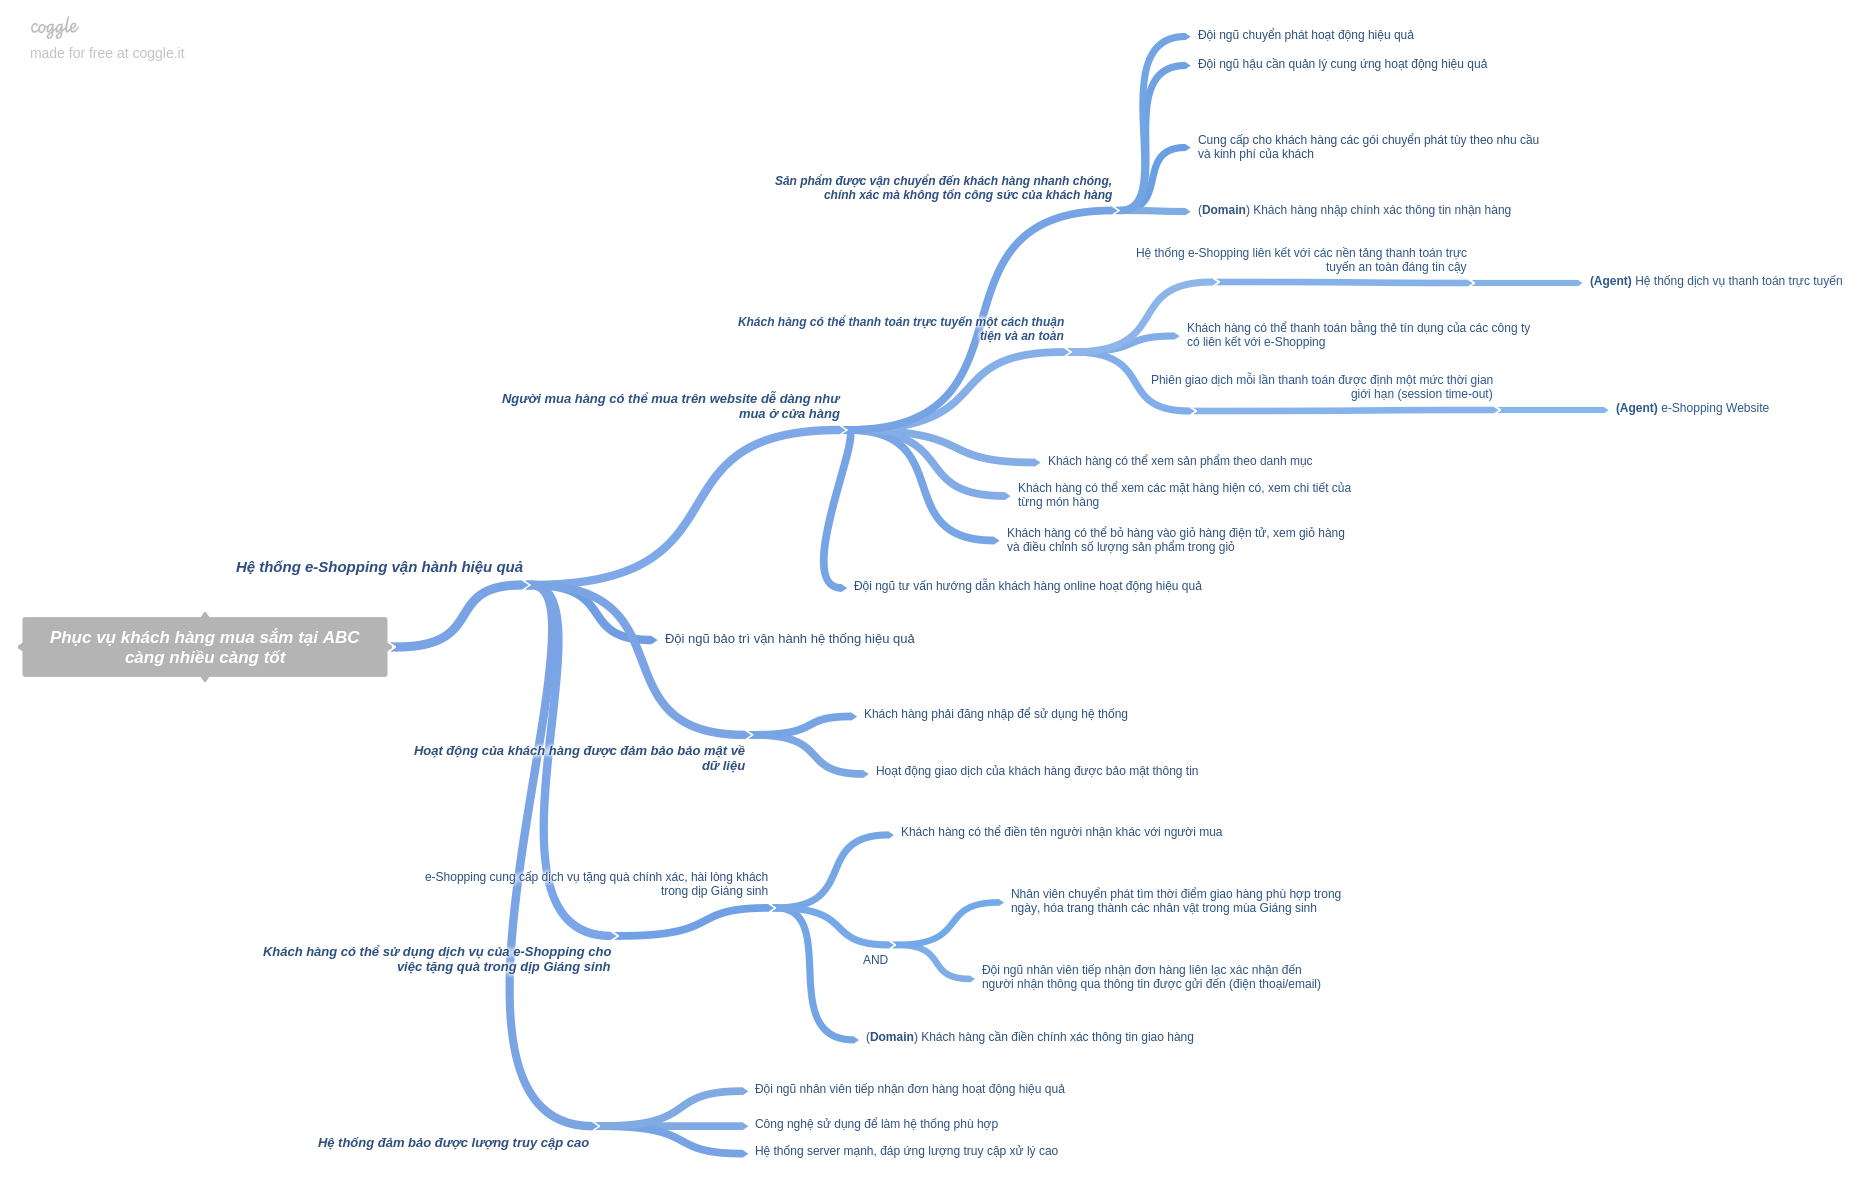 coggle
made for free at coggle.it
Đội ngũ chuyển phát hoạt động hiệu quả
Đội ngũ hậu cần quản lý cung ứng hoạt động hiệu quả
Cung cấp cho khách hàng các gói chuyển phát tùy theo nhu cầu
và kinh phí của khách
Sản phẩm được vận chuyển đến khách hàng nhanh chóng,
chính xác mà không tốn công sức của khách hàng
(Domain) Khách hàng nhập chính xác thông tin nhận hàng
Hệ thống e-Shopping liên kết với các nền tảng thanh toán trực
tuyến an toàn đáng tin cậy
(Agent) Hệ thống dịch vụ thanh toán trực tuyến
Khách hàng có thể thanh toán trực tuyến một cách thuận
tiện và an toàn
Khách hàng có thể thanh toán bằng thẻ tín dụng của các công ty
có liên kết với e-Shopping
Phiên giao dịch mỗi lần thanh toán được định một mức thời gian
giới hạn (session time-out)
(Agent) e-Shopping Website
Người mua hàng có thể mua trên website dễ dàng như
mua ở cửa hàng
Khách hàng có thể xem sản phẩm theo danh mục
Khách hàng có thể xem các mặt hàng hiện có, xem chi tiết của
từng món hàng
Khách hàng có thể bỏ hàng vào giỏ hàng điện tử, xem giỏ hàng
và điều chỉnh số lượng sản phẩm trong giỏ
Đội ngũ tư vấn hướng dẫn khách hàng online hoạt động hiệu quả
Hệ thống e-Shopping vận hành hiệu quả
Phục vụ khách hàng mua sắm tại ABC
càng nhiều càng tốt
Đội ngũ bảo trì vận hành hệ thống hiệu quả
Khách hàng phải đăng nhập để sử dụng hệ thống
Hoạt động của khách hàng được đảm bảo bảo mật về
dữ liệu
Hoạt động giao dịch của khách hàng được bảo mật thông tin
Khách hàng có thể điền tên người nhận khác với người mua
e-Shopping cung cấp dịch vụ tặng quà chính xác, hài lòng khách
trong dịp Giáng sinh
Nhân viên chuyển phát tìm thời điểm giao hàng phù hợp trong
ngày, hóa trang thành các nhân vật trong mùa Giáng sinh
Khách hàng có thể sử dụng dịch vụ của e-Shopping cho
việc tặng quà trong dịp Giáng sinh
AND
Đội ngũ nhân viên tiếp nhận đơn hàng liên lạc xác nhận đến
người nhận thông qua thông tin được gửi đến (điện thoại/email)
(Domain) Khách hàng cần điền chính xác thông tin giao hàng
Đội ngũ nhân viên tiếp nhận đơn hàng hoạt động hiệu quả
Công nghệ sử dụng để làm hệ thống phù hợp
Hệ thống đảm bảo được lượng truy cập cao
Hệ thống server mạnh, đáp ứng lượng truy cập xử lý cao